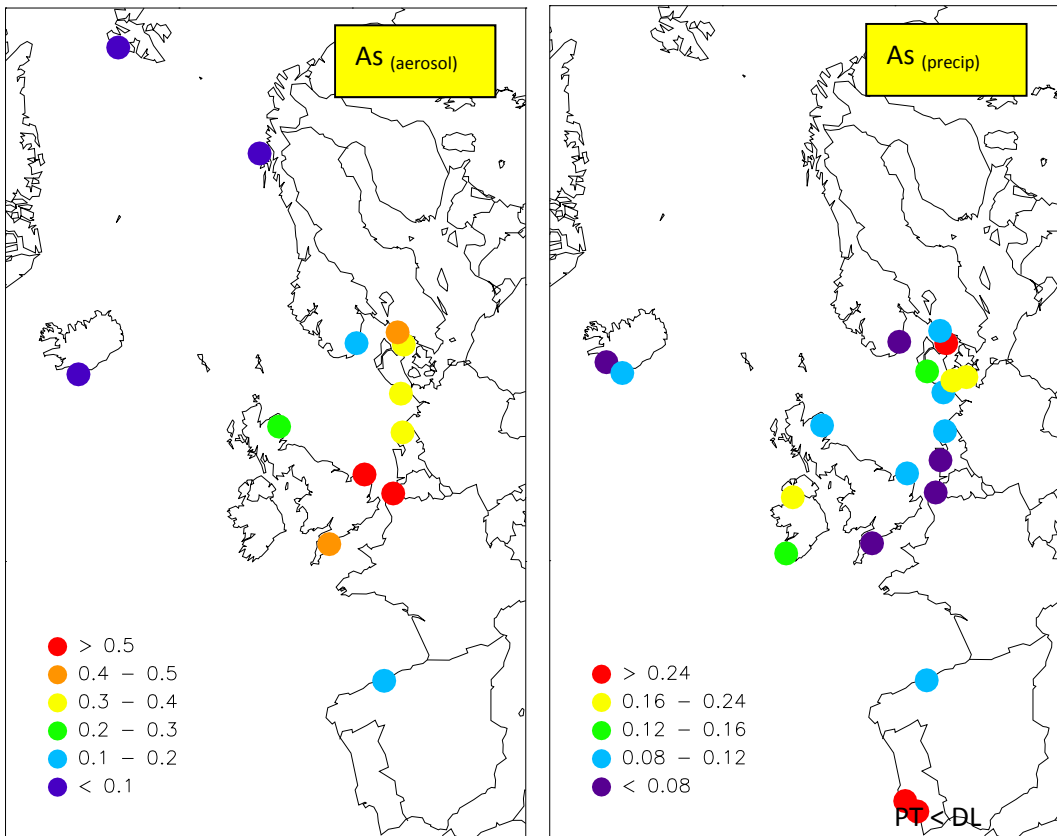 As (aerosol)
> 0.5
0.4 – 0.5
0.3 – 0.4
0.2 – 0.3
0.1 – 0.2
< 0.1
As (precip)
> 0.24
0.16 – 0.24
0.12 – 0.16
0.08 – 0.12
< 0.08
PT < DL